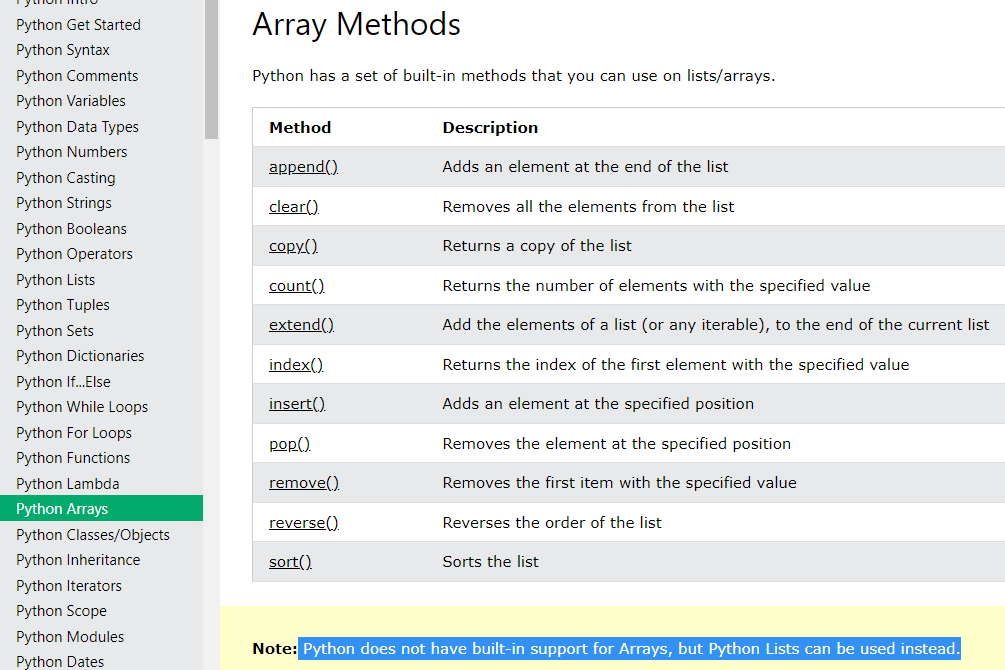 Python Intro
Python Get Started
Python Syntax
Python Comments
Python Variables
Python Data Types
Python Numbers
Python Casting
Python Strings
Python Booleans
Python Operators
Python Lists
Python Tuples
Python Sets
Python Dictionaries
Python If...Else
Python While Loops
Python For Loops
Python Functions
Python Lambda
Python Arrays
Python Classes/Objects
Python Inheritance
Python Iterators
Python Scope
Python Modules
Python Dates
Array Methods
Python has a set of built-in methods that you can use on lists/arrays.
Method Description
append() Adds an element at the end of the list
clear() Removes all the elements from the list
copy() Returns a copy of the list
count() Returns the number of elements with the specified value
extend() Add the elements of a list (or any iterable), to the end of the current list
index() Returns the index of the first element with the specified value
insert() Adds an element at the specified position
pop() Removes the element at the specified position
remove() Removes the first item with the specified value
reverse() Reverses the order of the list
sort() Sorts the list
Note: Python does not have built-in support for Arrays, but Python Lists can be used instead.